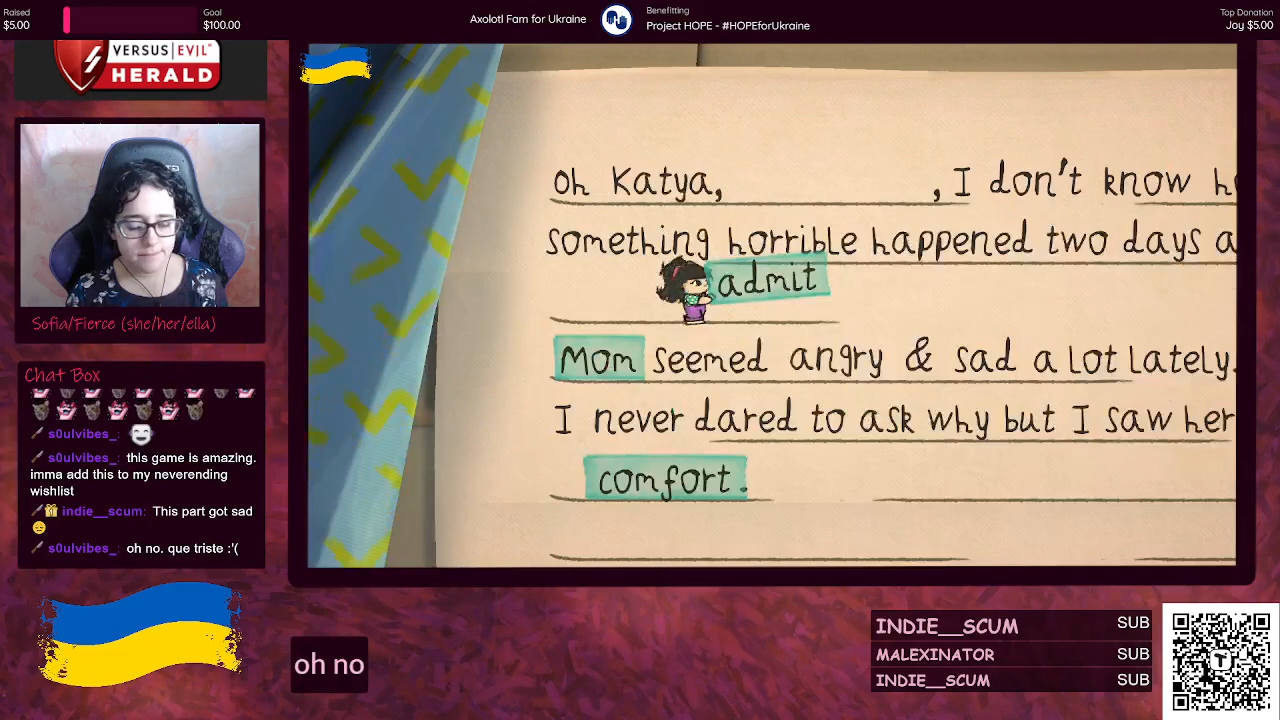 Raised
$5.00
Goal
$100.00
Axolotl Fam for Ukraine
Benefitting
Project HOPE - #HOPEforUkraine
Top Donation
Joy $5.00
VERSUS|EVIL
HERALD
Sofia/Fierce (she/her/ella)
Chat Box
s0ulvibes_:
s0ulvibes_: this game is amazing.
imma add this to my neverending
wishlist
indie__scum: This part got sad
s0ulvibes_: oh no. que triste :'(
oh Katya, , I don't know
something horrible happened two days
admit
Mom seemed angry & sad a lot lately.
I never dared to ask why but I saw her
comfort.
oh no
INDIE__SCUM SUB
MALEXINATOR SUB
INDIE__SCUM SUB
T